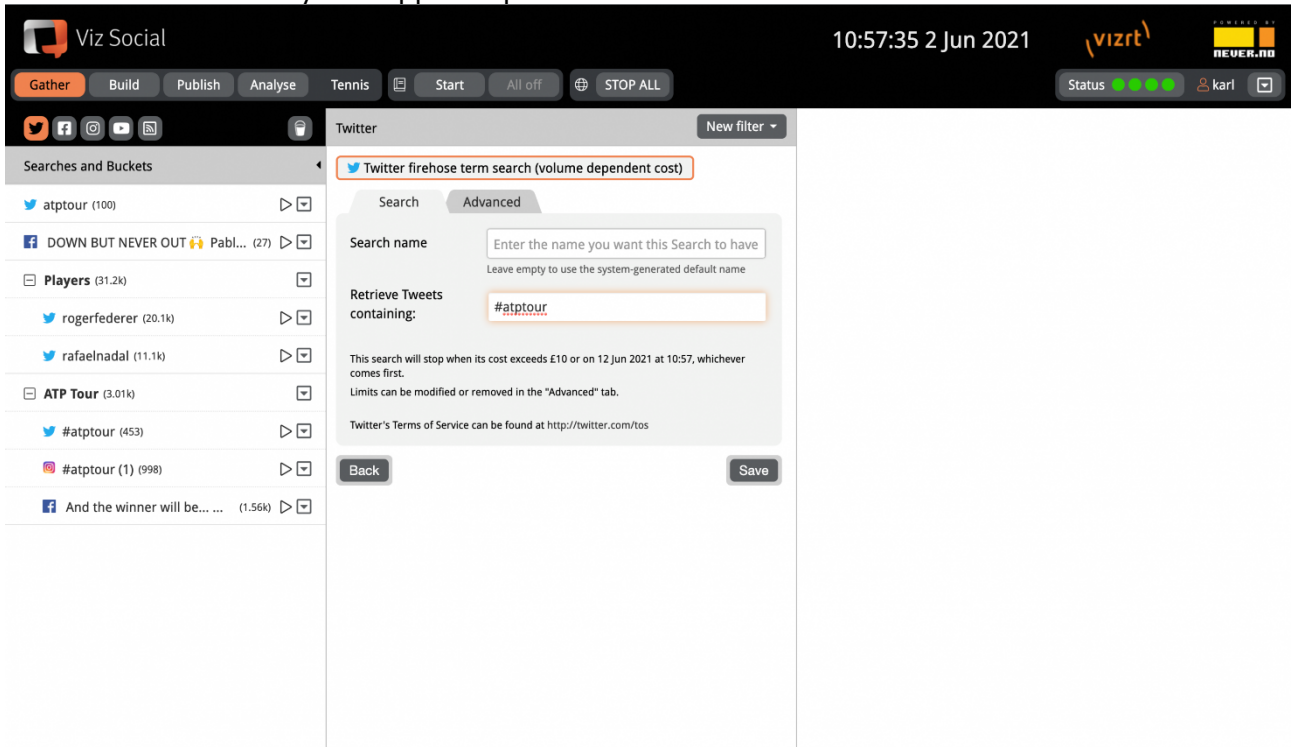 Viz Social
10:57:35 2 Jun 2021
vizrt
POWERED BY
NEVER.NO
Gather Build Publish Analyse Tennis Start All off STOP ALL Status karl
Twitter New filter
Searches and Buckets
Twitter firehose term search (volume dependent cost)
atptour (100)
DOWN BUT NEVER OUT 🙌 Pabl... (27)
Players (31.2k)
rogerfederer (20.1k)
rafaelnadal (11.1k)
ATP Tour (3.01k)
#atptour (453)
#atptour (1) (998)
And the winner will be... ... (1.56k)
Search Advanced
Search name Enter the name you want this Search to have
Leave empty to use the system-generated default name
Retrieve Tweets
containing: #atptour
This search will stop when its cost exceeds £10 or on 12 Jun 2021 at 10:57, whichever
comes first.
Limits can be modified or removed in the "Advanced" tab.
Twitter's Terms of Service can be found at http://twitter.com/tos
Back Save